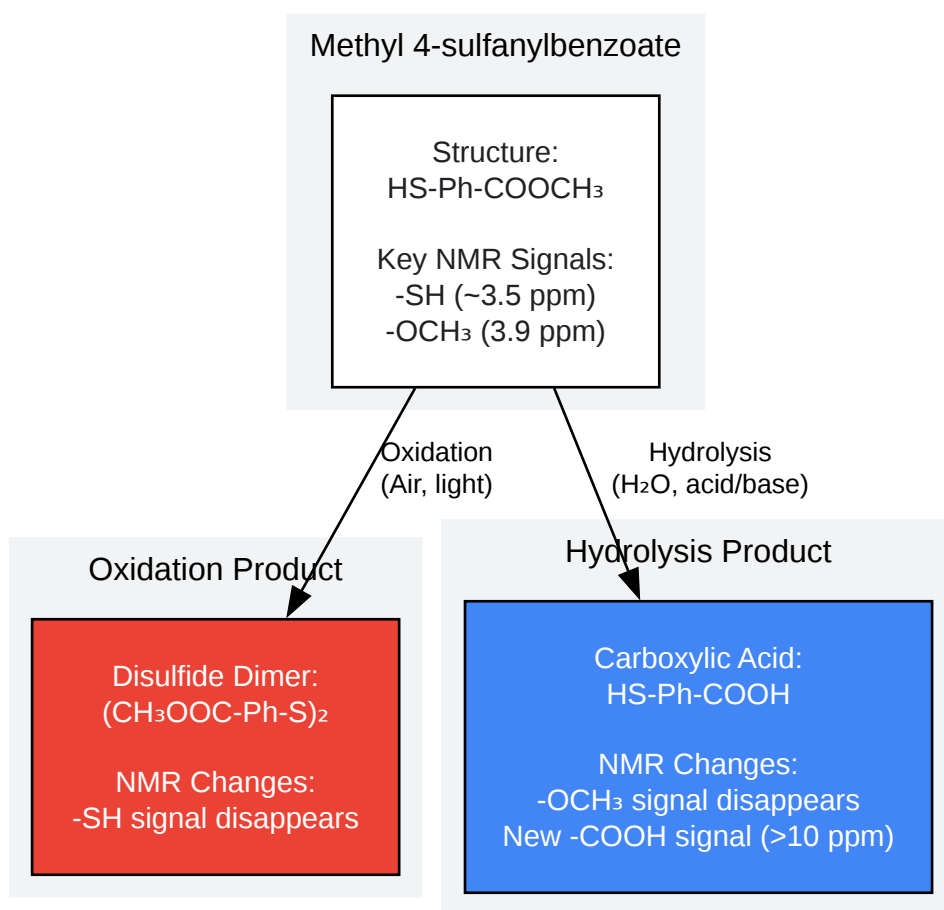 Methyl 4-sulfanylbenzoate
Structure:
HS-Ph-COOCH₃
Key NMR Signals:
-SH (~3.5 ppm)
-OCH₃ (3.9 ppm)
Oxidation
(Air, light)
Hydrolysis
(H₂O, acid/base)
Oxidation Product
Disulfide Dimer:
(CH₃OOC-Ph-S)₂
NMR Changes:
-SH signal disappears
Hydrolysis Product
Carboxylic Acid:
HS-Ph-COOH
NMR Changes:
-OCH₃ signal disappears
New -COOH signal (>10 ppm)